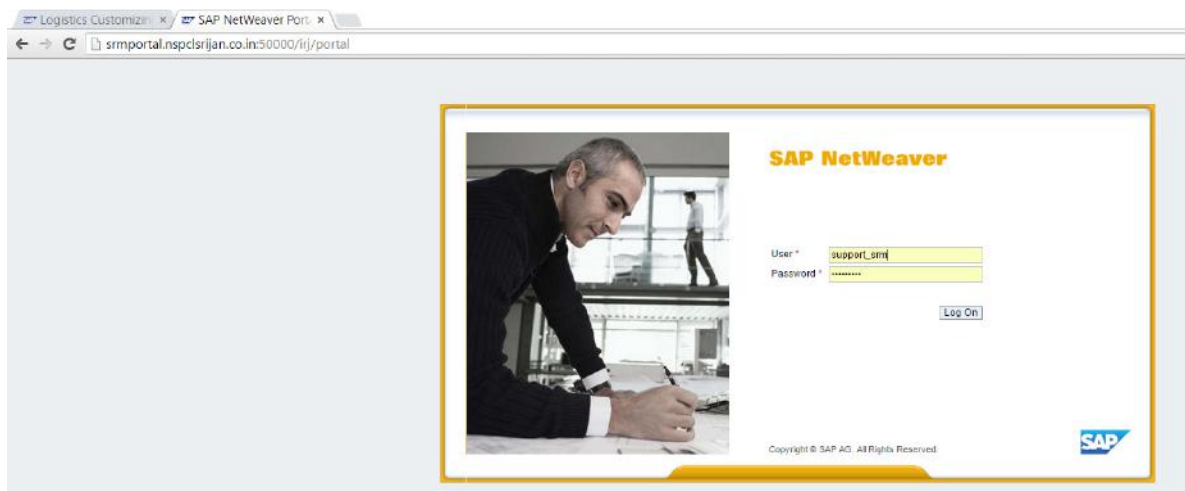 Logistics Customizin
SAP NetWeaver Port
srmportal.nspclsrijan.co.in:50000/irj/portal
SAP NetWeaver
User * support_srm
Password * ·········
Log On
Copyright © SAP AG. All Rights Reserved.
SAP